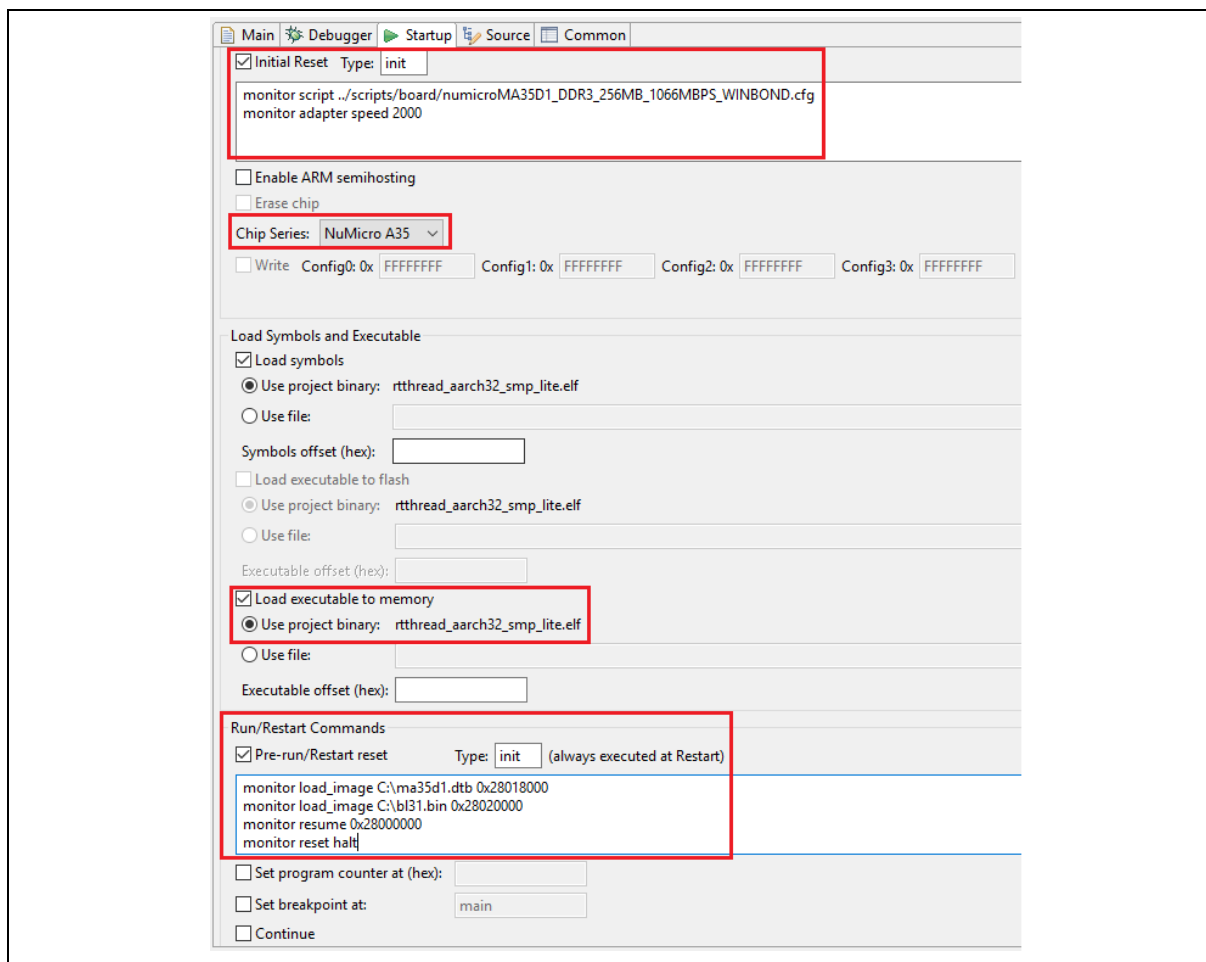 Main Debugger Startup Source Common
Initial Reset Type: init
monitor script ../scripts/board/numicroMA35D1_DDR3_256MB_1066MBPS_WINBOND.cfg
monitor adapter speed 2000
Enable ARM semihosting
Erase chip
Chip Series: NuMicro A35
Write Config0: 0x FFFFFFFF Config1: 0x FFFFFFFF Config2: 0x FFFFFFFF Config3: 0x FFFFFFFF
Load Symbols and Executable
Load symbols
Use project binary: rtthread_aarch32_smp_lite.elf
Use file:
Symbols offset (hex):
Load executable to flash
Use project binary: rtthread_aarch32_smp_lite.elf
Use file:
Executable offset (hex):
Load executable to memory
Use project binary: rtthread_aarch32_smp_lite.elf
Use file:
Executable offset (hex):
Run/Restart Commands
Pre-run/Restart reset Type: init (always executed at Restart)
monitor load_image C:\ma35d1.dtb 0x28018000
monitor load_image C:\bl31.bin 0x28020000
monitor resume 0x28000000
monitor reset halt
Set program counter at (hex):
Set breakpoint at: main
Continue